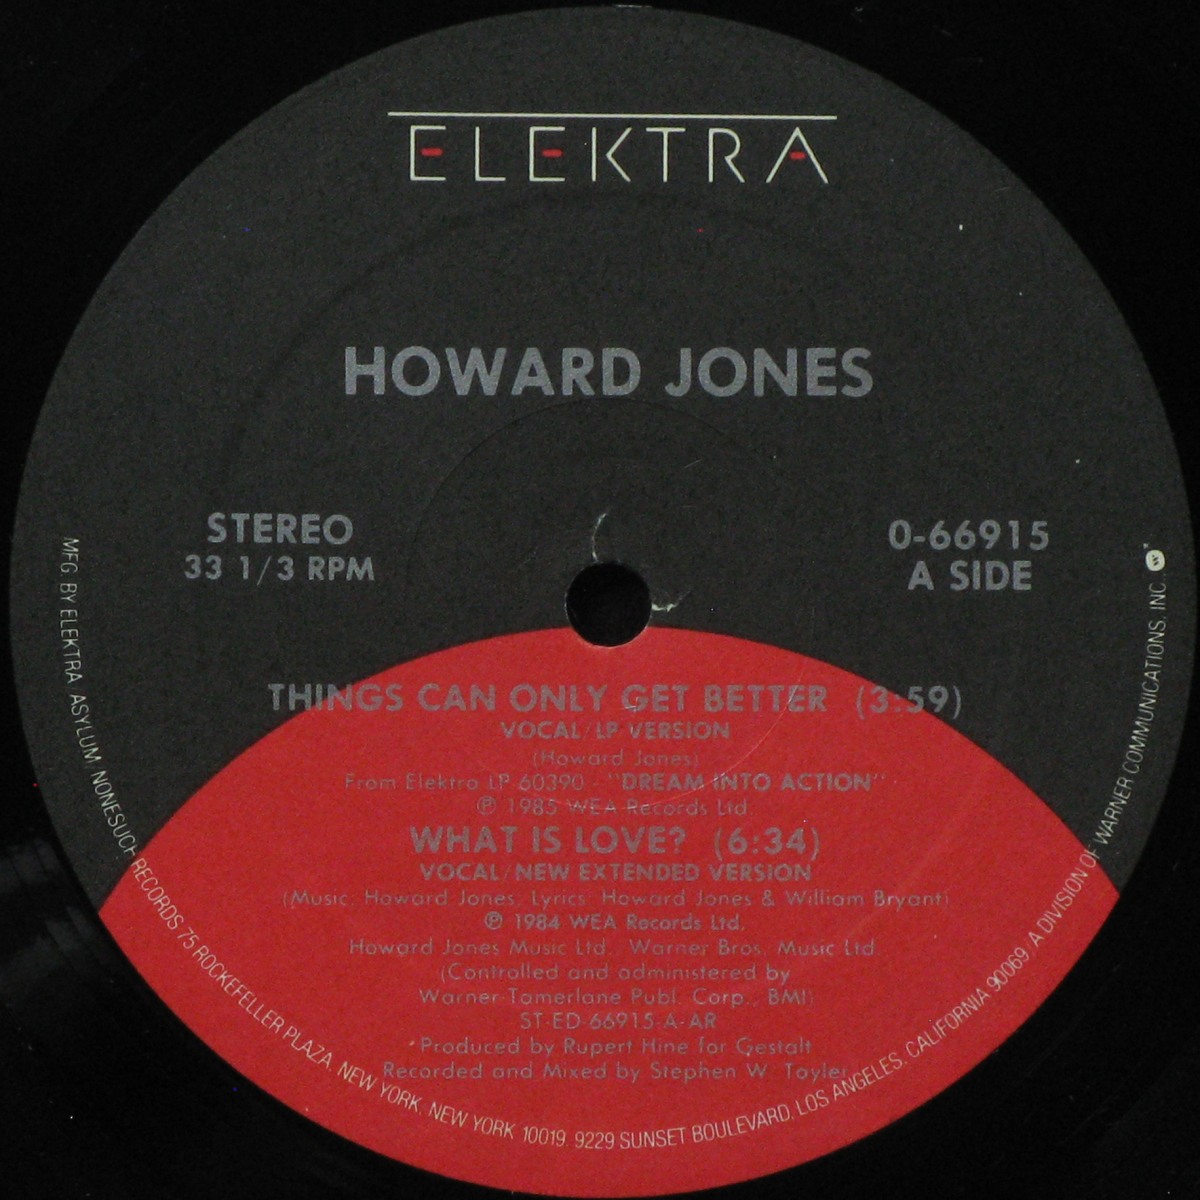 ELEKTRA
HOWARD JONES
STEREO
33 1/3 RPM
0-66915
A SIDE
THINGS CAN ONLY GET BETTER (3:59)
VOCAL/LP VERSION
(Howard Jones)
From Elektra LP 60390 - "DREAM INTO ACTION"
℗ 1985 WEA Records Ltd.
WHAT IS LOVE? (6:34)
VOCAL/NEW EXTENDED VERSION
(Music: Howard Jones, Lyrics: Howard Jones & William Bryant)
℗ 1984 WEA Records Ltd.
Howard Jones Music Ltd., Warner Bros. Music Ltd.
(Controlled and administered by
Warner-Tamerlane Publ. Corp., BMI)
ST-ED-66915-A-AR
Produced by Rupert Hine for Gestalt
Recorded and Mixed by Stephen W. Tayler
MFG. BY ELEKTRA ASYLUM NONESUCH RECORDS 75 ROCKEFELLER PLAZA, NEW YORK, NEW YORK 10019. 9229 SUNSET BOULEVARD, LOS ANGELES, CALIFORNIA 90069. A DIVISION OF WARNER COMMUNICATIONS, INC.